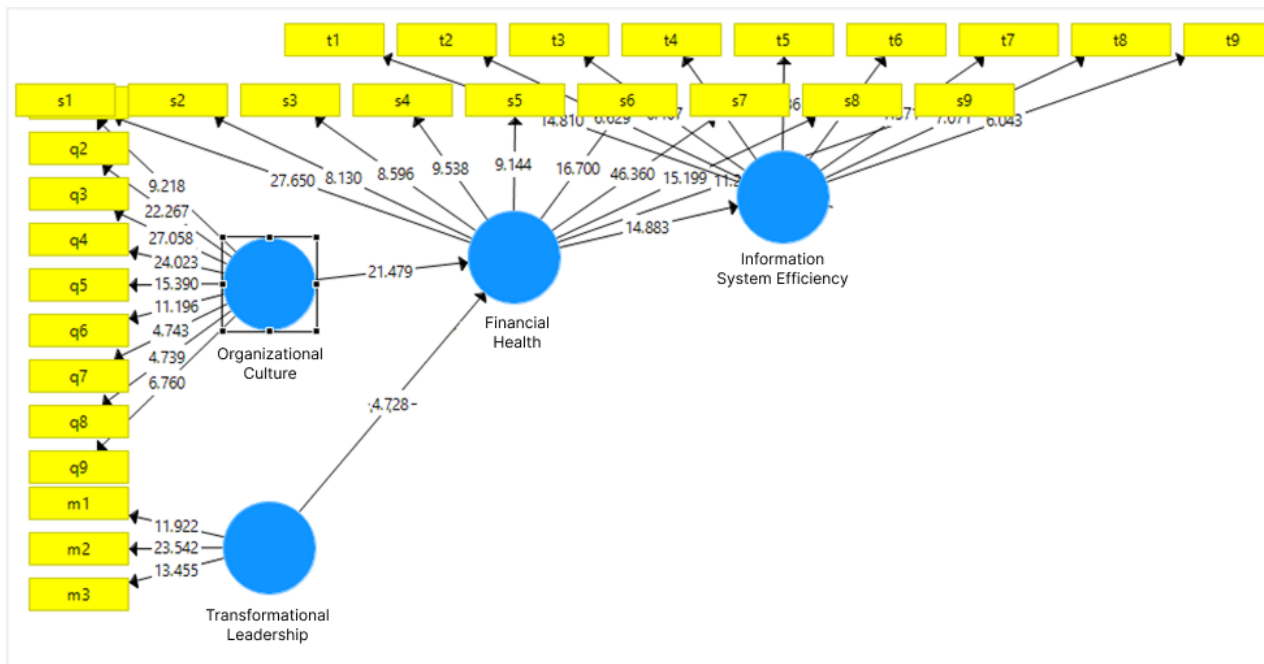 t1 t2 t3 t4 t5 t6 t7 t8 t9
s1 s2 s3 s4 s5 s6 s7 s8 s9
14.810 6.629 7.071 6.043
q2
q3
q4
q5
q6
q7
q8
q9
9.218
22.267
27.058
24.023
15.390
11.196
4.743
4.739
6.760
27.650 8.130 8.596 9.538 9.144 16.700 46.360 15.199
14.883
21.479
Information
System Efficiency
Financial
Health
Organizational
Culture
4.728
m1
m2
m3
11.922
23.542
13.455
Transformational
Leadership